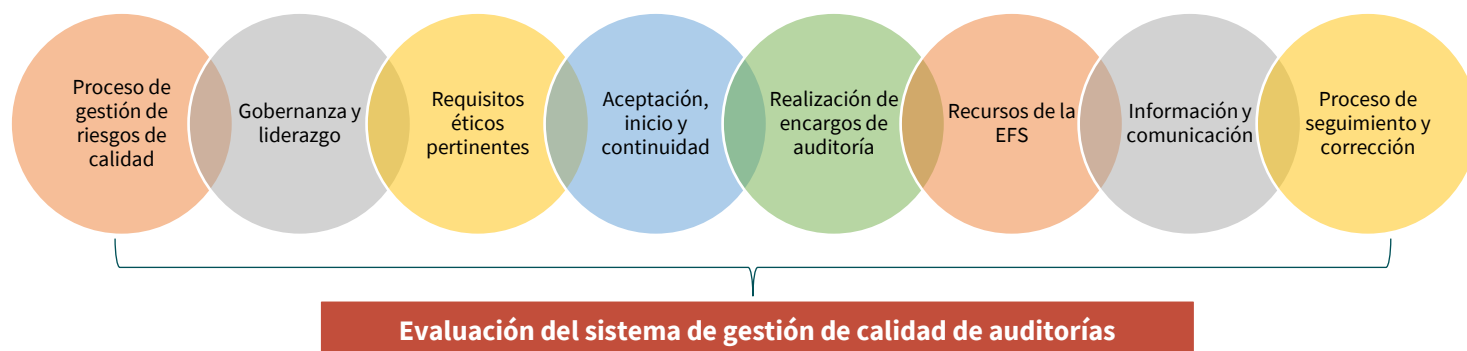 Proceso de
gestión de
riesgos de
calidad
Gobernanza y
liderazgo
Requisitos
éticos
pertinentes
Aceptación,
inicio y
continuidad
Realización de
encargos de
auditoría
Recursos de la
EFS
Información y
comunicación
Proceso de
seguimiento y
corrección
Evaluación del sistema de gestión de calidad de auditorías